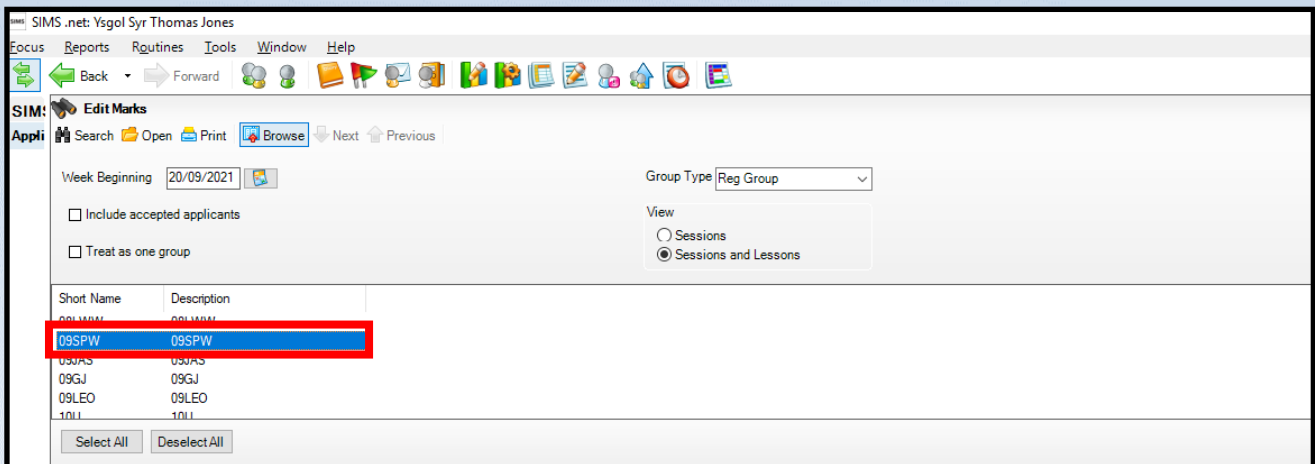 SIMS .net: Ysgol Syr Thomas Jones
Focus Reports Routines Tools Window Help
Back Forward
Edit Marks
Search Open Print Browse Next Previous
Week Beginning 20/09/2021 Group Type Reg Group
Include accepted applicants View
Sessions
Treat as one group Sessions and Lessons
Short Name Description
09SPW 09SPW
09JAS 09JAS
09GJ 09GJ
09LEO 09LEO
Select All Deselect All